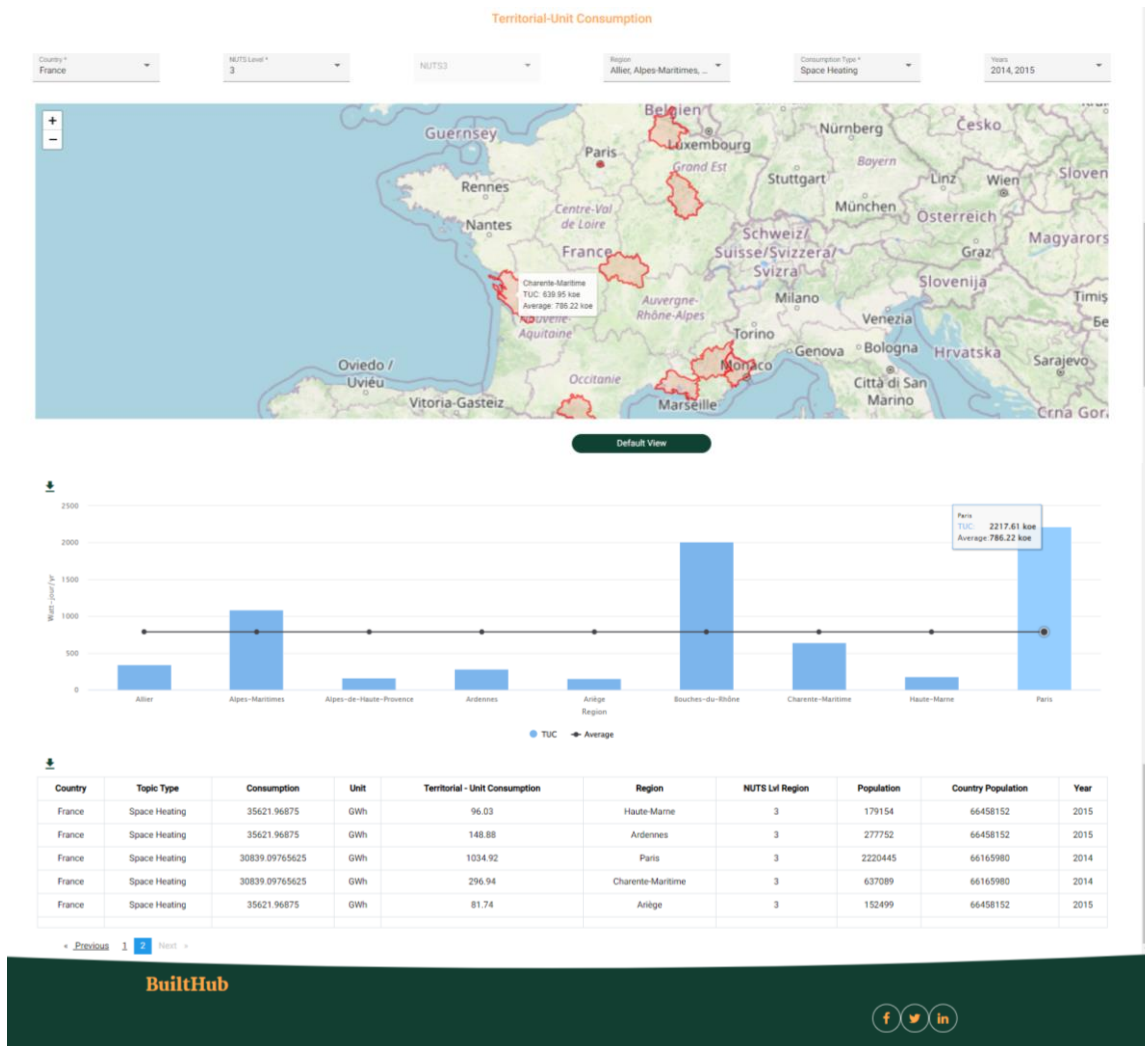 Territorial-Unit Consumption
Country * NUTS Level * Region Consumption Type * Years
France 3 NUTS3 Allier, Alpes-Maritimes, ... Space Heating 2014, 2015
+
−
Belgien
Guernsey
Luxembourg
Nürnberg
Česko
Paris
Grand Est
Bayern
Stuttgart
Linz
Wien
Sloven
Rennes
München
Österreich
Centre-Val
de Loire
Nantes
Schweiz/
Suisse/Svizzera/
Svizra
Magyarors
France
Graz
Slovenija
Charente-Maritime
TUC: 639.95 koe
Average: 786.22 koe
Auvergne-
Rhône-Alpes
Milano
Timiș
Nouvelle-
Aquitaine
Venezia
Бе
Torino
Genova
Bologna
Hrvatska
Monaco
Sarajevo
Oviedo /
Uviéu
Occitanie
Città di San
Marino
Vitoria-Gasteiz
Marseille
Crna Gora
Default View
2500
2000
1500
1000
500
0
Watt-jour/yr
Paris
TUC: 2217.61 koe
Average: 786.22 koe
Allier Alpes-Maritimes Alpes-de-Haute-Provence Ardennes Ariège Bouches-du-Rhône Charente-Maritime Haute-Marne Paris
Region
TUC Average
Country Topic Type Consumption Unit Territorial - Unit Consumption Region NUTS Lvl Region Population Country Population Year
France Space Heating 35621.96875 GWh 96.03 Haute-Marne 3 179154 66458152 2015
France Space Heating 35621.96875 GWh 148.88 Ardennes 3 277752 66458152 2015
France Space Heating 30839.09765625 GWh 1034.92 Paris 3 2220445 66165980 2014
France Space Heating 30839.09765625 GWh 296.94 Charente-Maritime 3 637089 66165980 2014
France Space Heating 35621.96875 GWh 81.74 Ariège 3 152499 66458152 2015
« Previous 1 2 Next »
BuiltHub
f in